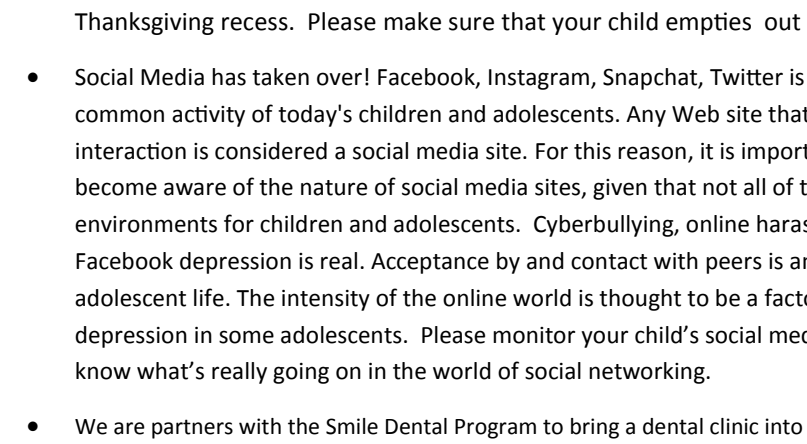 Thanksgiving recess.  Please make sure that your child empties  out
• Social Media has taken over! Facebook, Instagram, Snapchat, Twitter is
common activity of today's children and adolescents. Any Web site that
interaction is considered a social media site. For this reason, it is import
become aware of the nature of social media sites, given that not all of t
environments for children and adolescents.  Cyberbullying, online haras
Facebook depression is real. Acceptance by and contact with peers is an
adolescent life. The intensity of the online world is thought to be a facto
depression in some adolescents.  Please monitor your child’s social med
know what’s really going on in the world of social networking.
• We are partners with the Smile Dental Program to bring a dental clinic into